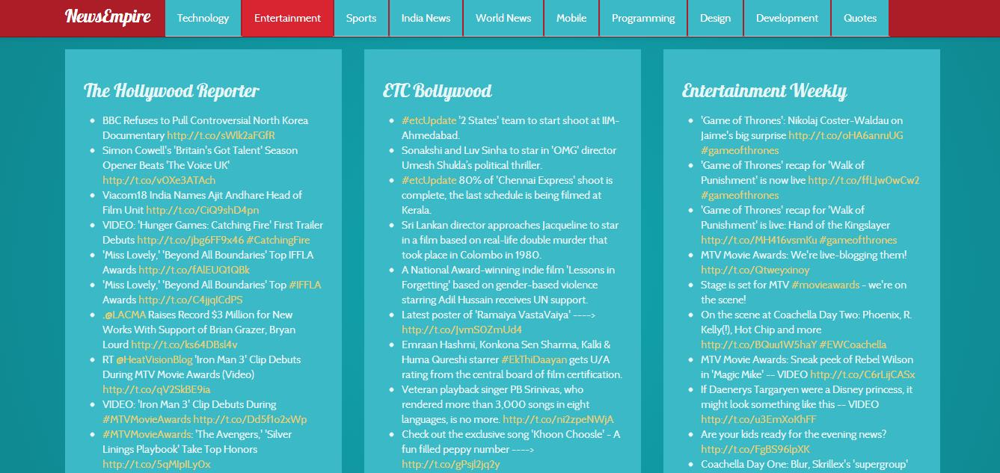 NewsEmpire
Technology
Entertainment
Sports
India News
World News
Mobile
Programming
Design
Development
Quotes
The Hollywood Reporter
BBC Refuses to Pull Controversial North Korea
Documentary http://t.co/sWlk2aFGfR
Simon Cowell's 'Britain's Got Talent' Season
Opener Beats 'The Voice UK'
http://t.co/v0Xe3ATAch
Viacom18 India Names Ajit Andhare Head of
Film Unit http://t.co/CiQ9shD4pn
VIDEO: 'Hunger Games: Catching Fire' First Trailer
Debuts http://t.co/jbg6FF9x46 #CatchingFire
'Miss Lovely,' 'Beyond All Boundaries' Top IFFLA
Awards http://t.co/fAlEUQ1QBk
'Miss Lovely,' 'Beyond All Boundaries' Top #IFFLA
Awards http://t.co/C4jjqlCdPS
.@LACMA Raises Record $3 Million for New
Works With Support of Brian Grazer, Bryan
Lourd http://t.co/ks64DBsl4v
RT @HeatVisionBlog 'Iron Man 3' Clip Debuts
During MTV Movie Awards (Video)
http://t.co/qV2SkBE9ia
VIDEO: 'Iron Man 3' Clip Debuts During
#MTVMovieAwards http://t.co/Dd5f1o2xWp
#MTVMovieAwards: 'The Avengers,' 'Silver
Linings Playbook' Take Top Honors
http://t.co/5qMIpILy0x
ETC Bollywood
#etcUpdate '2 States' team to start shoot at IIM-
Ahmedabad.
Sonakshi and Luv Sinha to star in 'OMG' director
Umesh Shukla's political thriller.
#etcUpdate 80% of 'Chennai Express' shoot is
complete, the last schedule is being filmed at
Kerala.
Sri Lankan director approaches Jacqueline to star
in a film based on real-life double murder that
took place in Colombo in 1980.
A National Award-winning indie film 'Lessons in
Forgetting' based on gender-based violence
starring Adil Hussain receives UN support.
Latest poster of 'Ramaiya VastaVaiya' ---->
http://t.co/JvmS0ZmUd4
Emraan Hashmi, Konkona Sen Sharma, Kalki &
Huma Qureshi starrer #EkThiDaayan gets U/A
rating from the central board of film certification.
Veteran playback singer PB Srinivas, who
rendered more than 3,000 songs in eight
languages, is no more. http://t.co/ni2zpeNWjA
Check out the exclusive song 'Khoon Choosle' - A
fun filled peppy number ---->
http://t.co/gPsjl2jq2y
Entertainment Weekly
'Game of Thrones': Nikolaj Coster-Waldau on
Jaime's big surprise http://t.co/oHA6anruUG
#gameofthrones
'Game of Thrones' recap for 'Walk of
Punishment' is now live http://t.co/ffLJwOwCw2
#gameofthrones
'Game of Thrones' recap for 'Walk of
Punishment' is live: Hand of the Kingslayer
http://t.co/MH416vsmKu #gameofthrones
MTV Movie Awards: We're live-blogging them!
http://t.co/Qtweyxinoy
Stage is set for MTV #movieawards - we're on
the scene!
On the scene at Coachella Day Two: Phoenix, R.
Kelly(!), Hot Chip and more
http://t.co/BQuu1W5haY #EWCoachella
MTV Movie Awards: Sneak peek of Rebel Wilson
in 'Magic Mike' -- VIDEO http://t.co/C6rLijCASx
If Daenerys Targaryen were a Disney princess, it
might look something like this -- VIDEO
http://t.co/u3EmXoKhFF
Are your kids ready for the evening news?
http://t.co/FgBS96lpXK
Coachella Day One: Blur, Skrillex's 'supergroup'